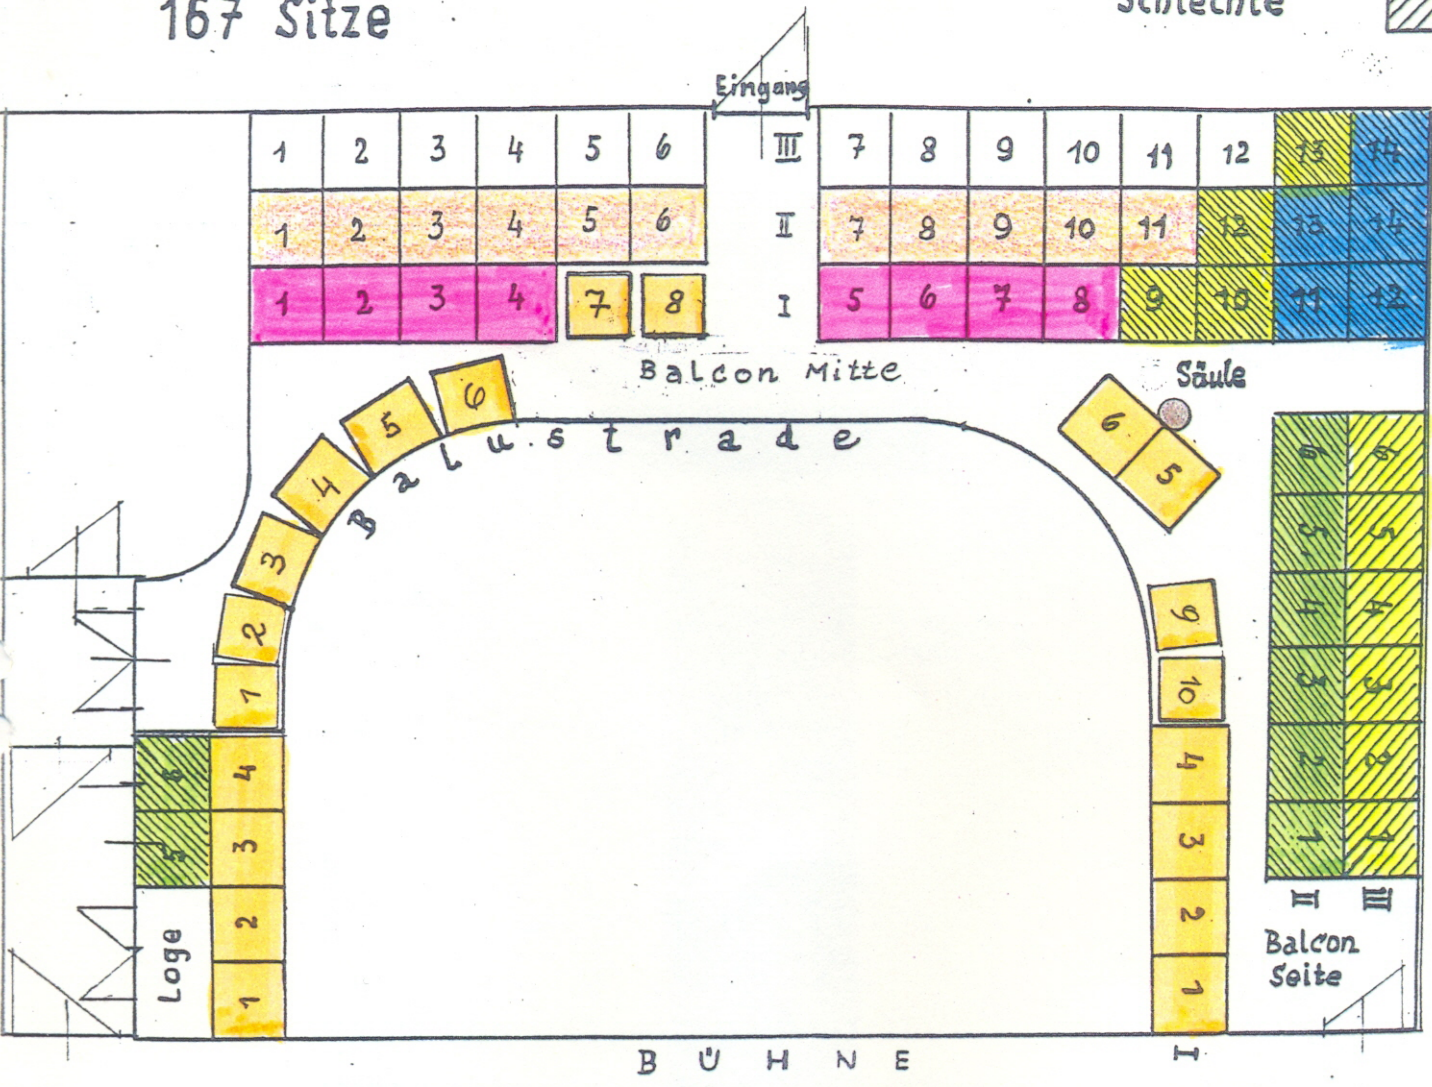 167 Sitze
Schlechte
Eingang
1 2 3 4 5 6 III 7 8 9 10 11 12 13 14
1 2 3 4 5 6 II 7 8 9 10 11 12 13 14
1 2 3 4 7 8 I 5 6 7 8 9 10 11 12
Balcon Mitte
Säule
Balustrade
6
5
4
3
2
1
6
5
9
10
6 6
5 5
4 4
3 3
2 2
1 1
II III
Balcon
Seite
6 4
5 3
2
1
Loge
4
3
2
1
I
BÜHNE